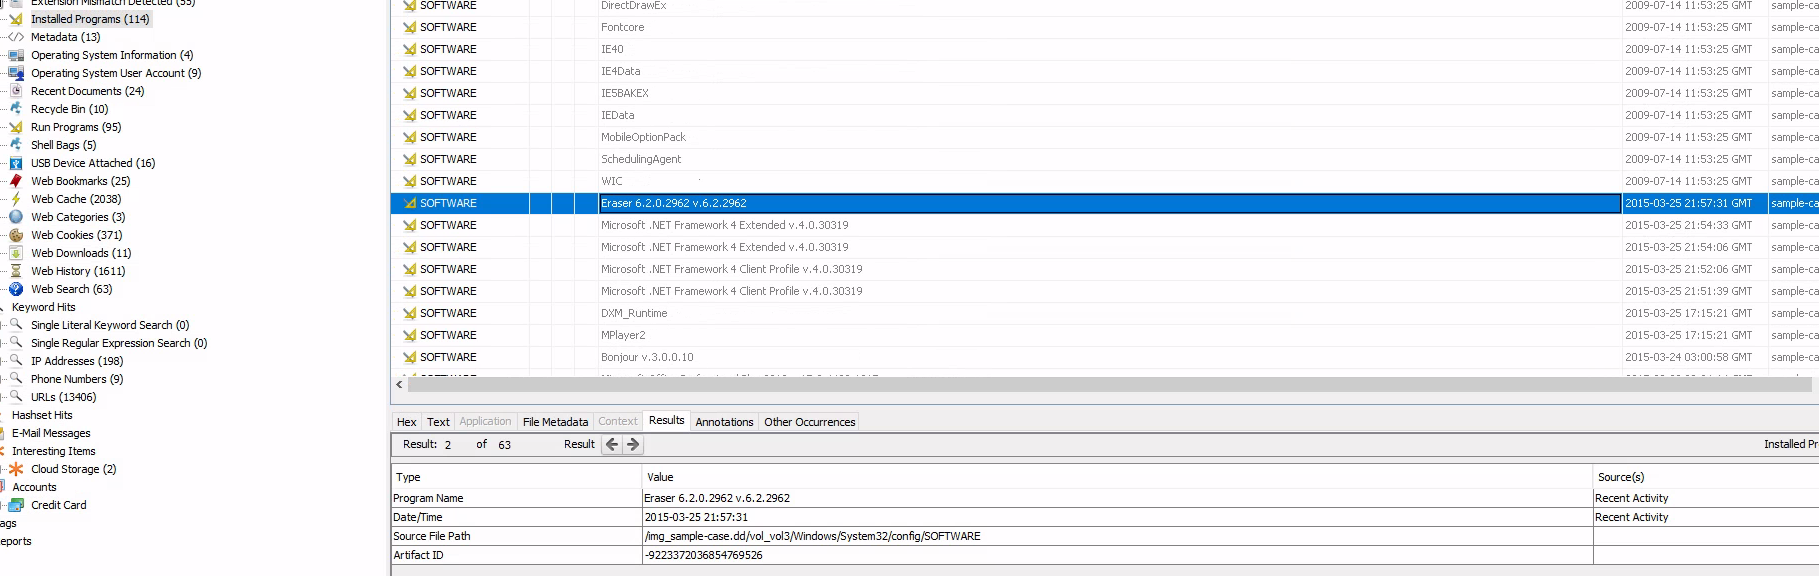 Extension Mismatch Detected (55)
Installed Programs (114)
Metadata (13)
Operating System Information (4)
Operating System User Account (9)
Recent Documents (24)
Recycle Bin (10)
Run Programs (95)
Shell Bags (5)
USB Device Attached (16)
Web Bookmarks (25)
Web Cache (2038)
Web Categories (3)
Web Cookies (371)
Web Downloads (11)
Web History (1611)
Web Search (63)
Keyword Hits
Single Literal Keyword Search (0)
Single Regular Expression Search (0)
IP Addresses (198)
Phone Numbers (9)
URLs (13406)
Hashset Hits
E-Mail Messages
Interesting Items
Cloud Storage (2)
Accounts
Credit Card
ags
eports
SOFTWARE DirectDrawEx 2009-07-14 11:53:25 GMT sample-ca
SOFTWARE Fontcore 2009-07-14 11:53:25 GMT sample-ca
SOFTWARE IE40 2009-07-14 11:53:25 GMT sample-ca
SOFTWARE IE4Data 2009-07-14 11:53:25 GMT sample-ca
SOFTWARE IE5BAKEX 2009-07-14 11:53:25 GMT sample-ca
SOFTWARE IEData 2009-07-14 11:53:25 GMT sample-ca
SOFTWARE MobileOptionPack 2009-07-14 11:53:25 GMT sample-ca
SOFTWARE SchedulingAgent 2009-07-14 11:53:25 GMT sample-ca
SOFTWARE WIC 2009-07-14 11:53:25 GMT sample-ca
SOFTWARE Eraser 6.2.0.2962 v.6.2.2962 2015-03-25 21:57:31 GMT sample-ca
SOFTWARE Microsoft .NET Framework 4 Extended v.4.0.30319 2015-03-25 21:54:33 GMT sample-ca
SOFTWARE Microsoft .NET Framework 4 Extended v.4.0.30319 2015-03-25 21:54:06 GMT sample-ca
SOFTWARE Microsoft .NET Framework 4 Client Profile v.4.0.30319 2015-03-25 21:52:06 GMT sample-ca
SOFTWARE Microsoft .NET Framework 4 Client Profile v.4.0.30319 2015-03-25 21:51:39 GMT sample-ca
SOFTWARE DXM_Runtime 2015-03-25 17:15:21 GMT sample-ca
SOFTWARE MPlayer2 2015-03-25 17:15:21 GMT sample-ca
SOFTWARE Bonjour v.3.0.0.10 2015-03-24 03:00:58 GMT sample-ca
Hex Text Application File Metadata Context Results Annotations Other Occurrences
Result: 2 of 63 Result Installed Pr
Type Value Source(s)
Program Name Eraser 6.2.0.2962 v.6.2.2962 Recent Activity
Date/Time 2015-03-25 21:57:31 Recent Activity
Source File Path /img_sample-case.dd/vol_vol3/Windows/System32/config/SOFTWARE
Artifact ID -9223372036854769526